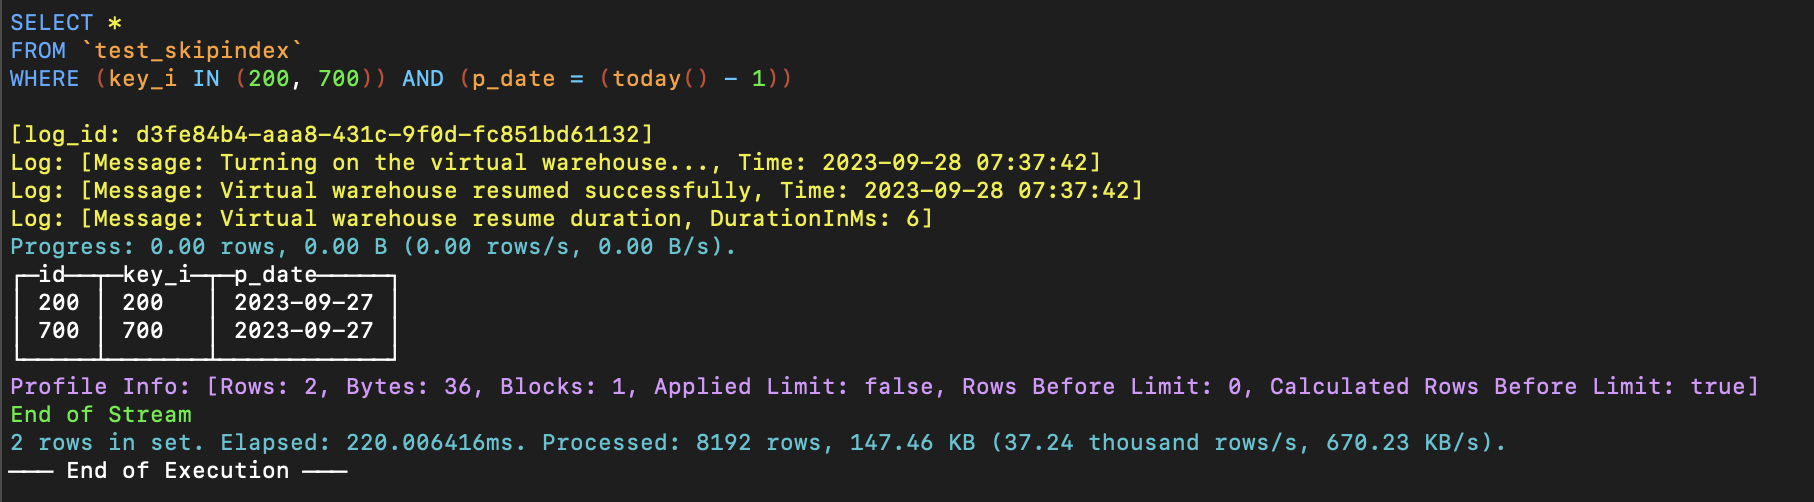 SELECT *
FROM `test_skipindex`
WHERE (key_i IN (200, 700)) AND (p_date = (today() - 1))
[log_id: d3fe84b4-aaa8-431c-9f0d-fc851bd61132]
Log: [Message: Turning on the virtual warehouse..., Time: 2023-09-28 07:37:42]
Log: [Message: Virtual warehouse resumed successfully, Time: 2023-09-28 07:37:42]
Log: [Message: Virtual warehouse resume duration, DurationInMs: 6]
Progress: 0.00 rows, 0.00 B (0.00 rows/s, 0.00 B/s).
┌─id──┬─key_i─┬─p_date─────┐
│ 200 │ 200 │ 2023-09-27 │
│ 700 │ 700 │ 2023-09-27 │
└─────┴───────┴────────────┘
Profile Info: [Rows: 2, Bytes: 36, Blocks: 1, Applied Limit: false, Rows Before Limit: 0, Calculated Rows Before Limit: true]
End of Stream
2 rows in set. Elapsed: 220.006416ms. Processed: 8192 rows, 147.46 KB (37.24 thousand rows/s, 670.23 KB/s).
─── End of Execution ───